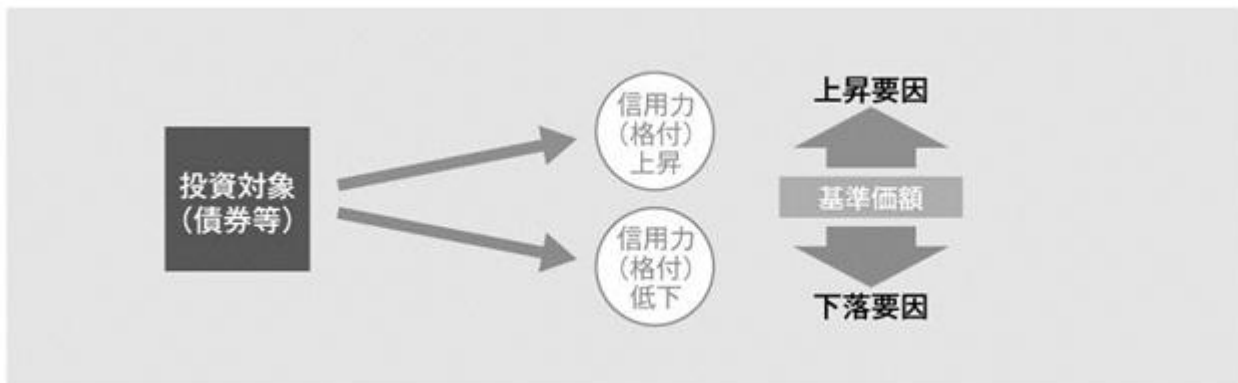 投資対象
（債券等）
信用力
（格付）
上昇
信用力
（格付）
低下
上昇要因
基準価額
下落要因